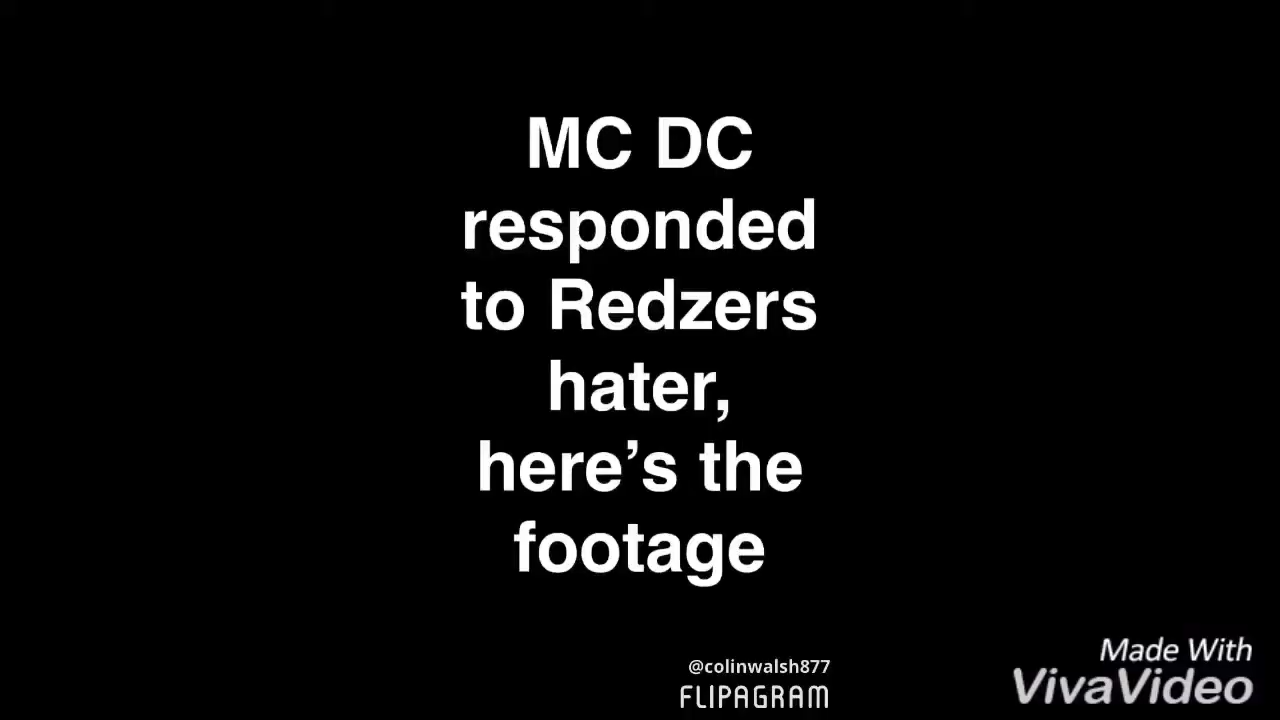 MC DC
responded
to Redzers
hater,
here’s the
footage
@colinwalsh877
FLIPAGRAM
Made With
VivaVideo